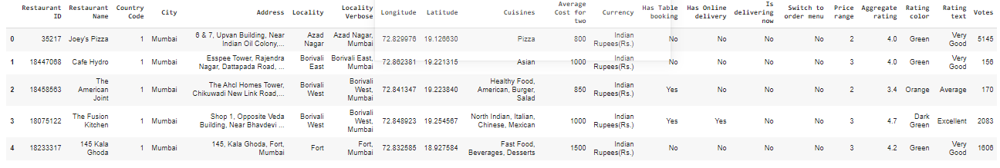 Restaurant ID Restaurant Name Country Code City Address Locality Locality Verbose Longitude Latitude Cuisines Average Cost for two Currency Has Table booking Has Online delivery Is delivering now Switch to order menu Price range Aggregate rating Rating color Rating text Votes
0 35217 Joey's Pizza 1 Mumbai 6 & 7, Upvan Building, Near Indian Oil Colony,... Azad Nagar Azad Nagar, Mumbai 72.829976 19.126630 Pizza 800 Indian Rupees(Rs.) No No No No 2 4.0 Green Very Good 5145
1 18447068 Cafe Hydro 1 Mumbai Esspee Tower, Rajendra Nagar, Dattapada Road, ... Borivali East Borivali East, Mumbai 72.862381 19.221315 Asian 1000 Indian Rupees(Rs.) No No No No 3 4.0 Green Very Good 156
2 18458563 The American Joint 1 Mumbai The Ahcl Homes Tower, Chikuwadi New Link Road,... Borivali West Borivali West, Mumbai 72.841347 19.223840 Healthy Food, American, Burger, Salad 850 Indian Rupees(Rs.) Yes No No No 2 3.4 Orange Average 170
3 18075122 The Fusion Kitchen 1 Mumbai Shop 1, Opposite Veda Building, Near Bhavdevi ... Borivali West Borivali West, Mumbai 72.848923 19.254567 North Indian, Italian, Chinese, Mexican 1000 Indian Rupees(Rs.) Yes Yes No No 3 4.7 Dark Green Excellent 2083
4 18233317 145 Kala Ghoda 1 Mumbai 145, Kala Ghoda, Fort, Mumbai Fort Fort, Mumbai 72.832585 18.927584 Fast Food, Beverages, Desserts 1500 Indian Rupees(Rs.) No No No No 3 4.2 Green Very Good 1606